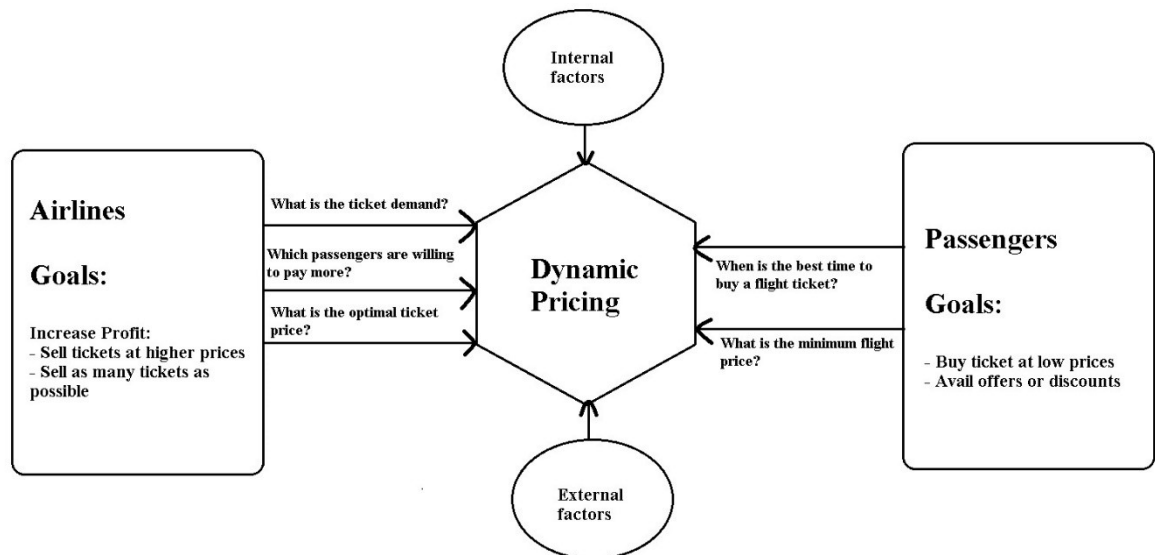 Internal
factors
Airlines
Goals:
Increase Profit:
- Sell tickets at higher prices
- Sell as many tickets as
possible
What is the ticket demand?
Which passengers are willing
to pay more?
What is the optimal ticket
price?
Dynamic
Pricing
When is the best time to
buy a flight ticket?
What is the minimum flight
price?
Passengers
Goals:
- Buy ticket at low prices
- Avail offers or discounts
External
factors